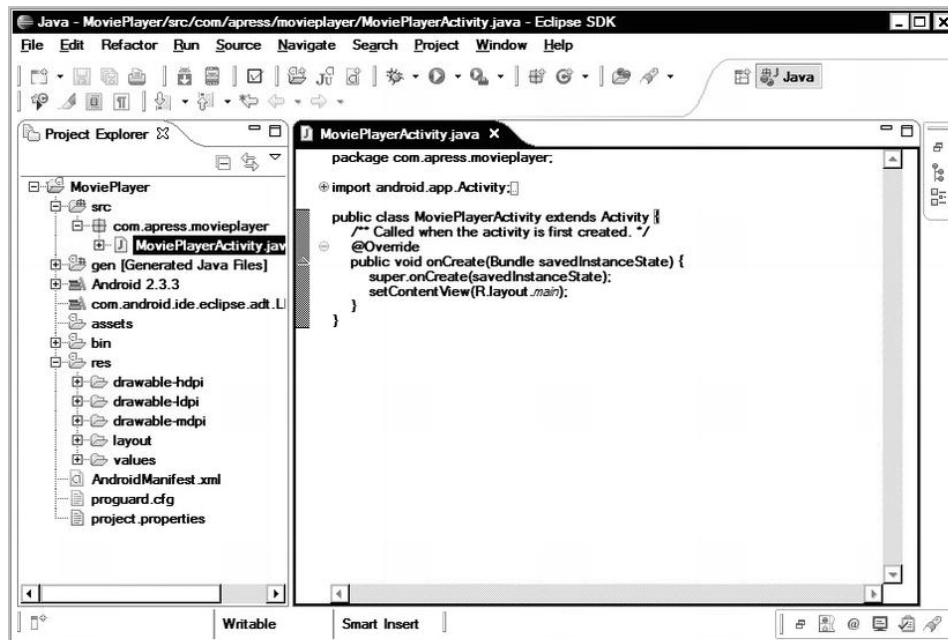 Java - MoviePlayer/src/com/apress/movieplayer/MoviePlayerActivity.java - Eclipse SDK
File Edit Refactor Run Source Navigate Search Project Window Help
Java
Project Explorer
MoviePlayer
src
com.apress.movieplayer
MoviePlayerActivity.jav
gen [Generated Java Files]
Android 2.3.3
com.android.ide.eclipse.adt.LI
assets
bin
res
drawable-hdpi
drawable-ldpi
drawable-mdpi
layout
values
AndroidManifest.xml
proguard.cfg
project.properties
MoviePlayerActivity.java
package com.apress.movieplayer;
import android.app.Activity;
public class MoviePlayerActivity extends Activity {
/** Called when the activity is first created. */
@Override
public void onCreate(Bundle savedInstanceState) {
super.onCreate(savedInstanceState);
setContentView(R.layout.main);
}
}
Writable Smart Insert